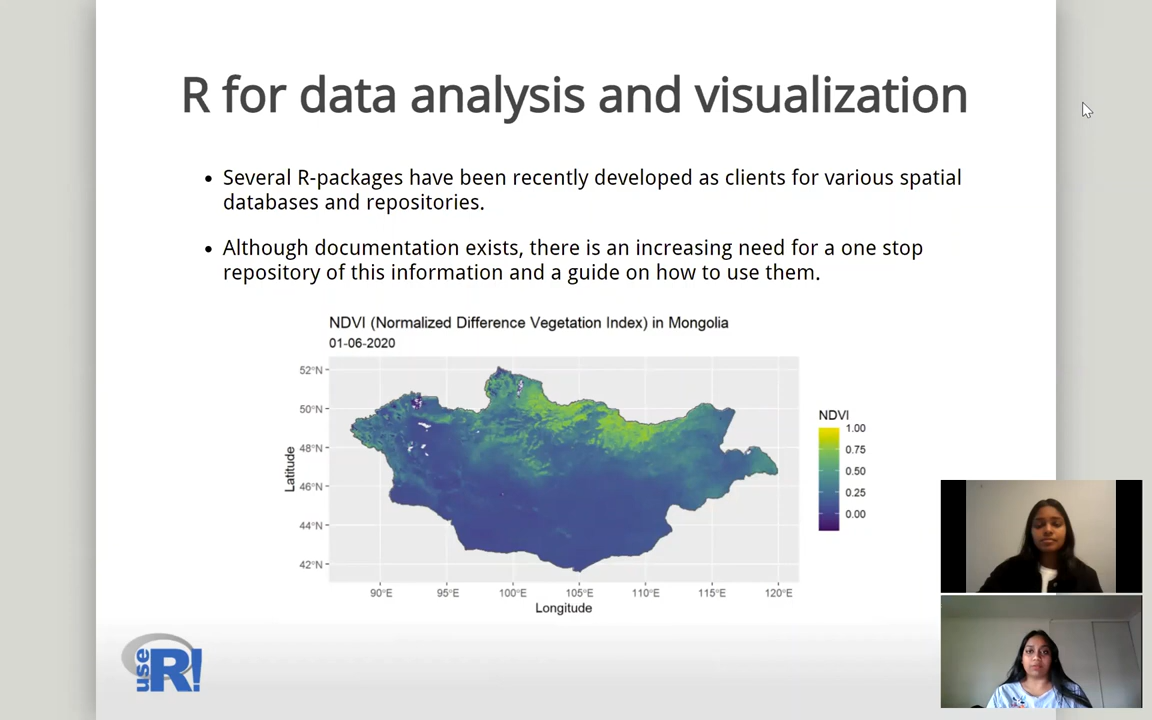 R for data analysis and visualization
• Several R-packages have been recently developed as clients for various spatial
databases and repositories.
• Although documentation exists, there is an increasing need for a one stop
repository of this information and a guide on how to use them.
NDVI (Normalized Difference Vegetation Index) in Mongolia
01-06-2020
52°N
50°N
48°N
46°N
44°N
42°N
Latitude
90°E 95°E 100°E 105°E 110°E 115°E 120°E
Longitude
NDVI
1.00
0.75
0.50
0.25
0.00
use R!